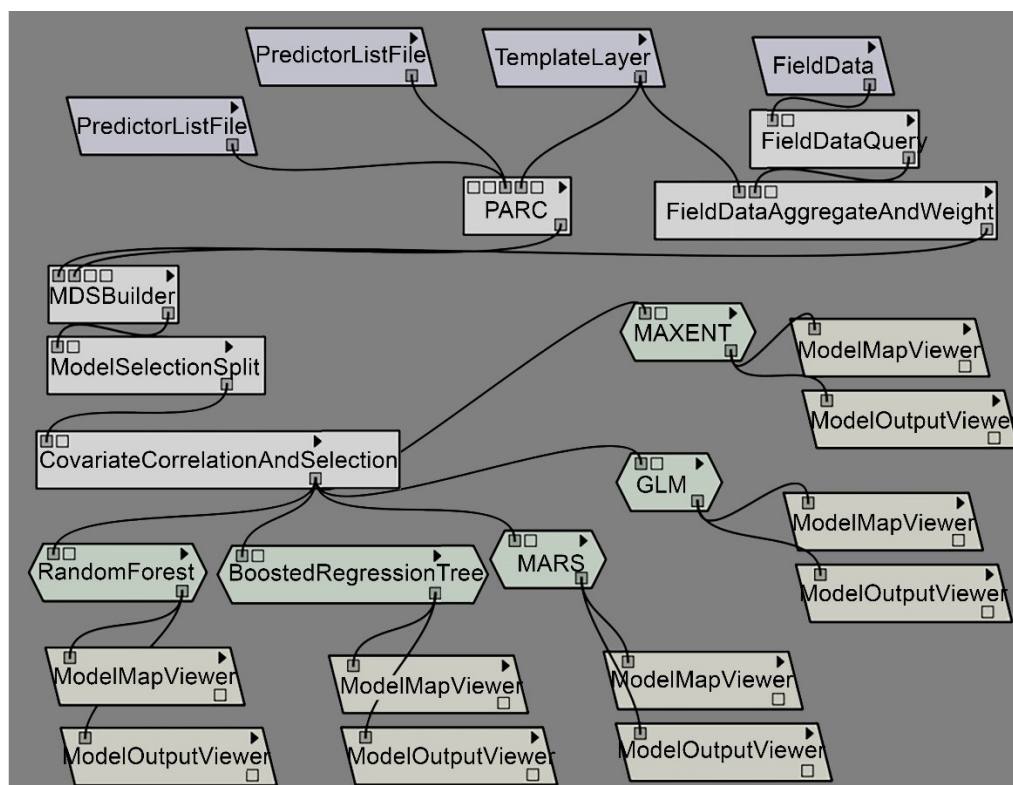 PredictorListFile
TemplateLayer
FieldData
PredictorListFile
FieldDataQuery
PARC
FieldDataAggregateAndWeight
MDSBuilder
MAXENT
ModelMapViewer
ModelSelectionSplit
ModelOutputViewer
CovariateCorrelationAndSelection
GLM
ModelMapViewer
RandomForest
BoostedRegressionTree
MARS
ModelOutputViewer
ModelMapViewer
ModelMapViewer
ModelMapViewer
ModelOutputViewer
ModelOutputViewer
ModelOutputViewer